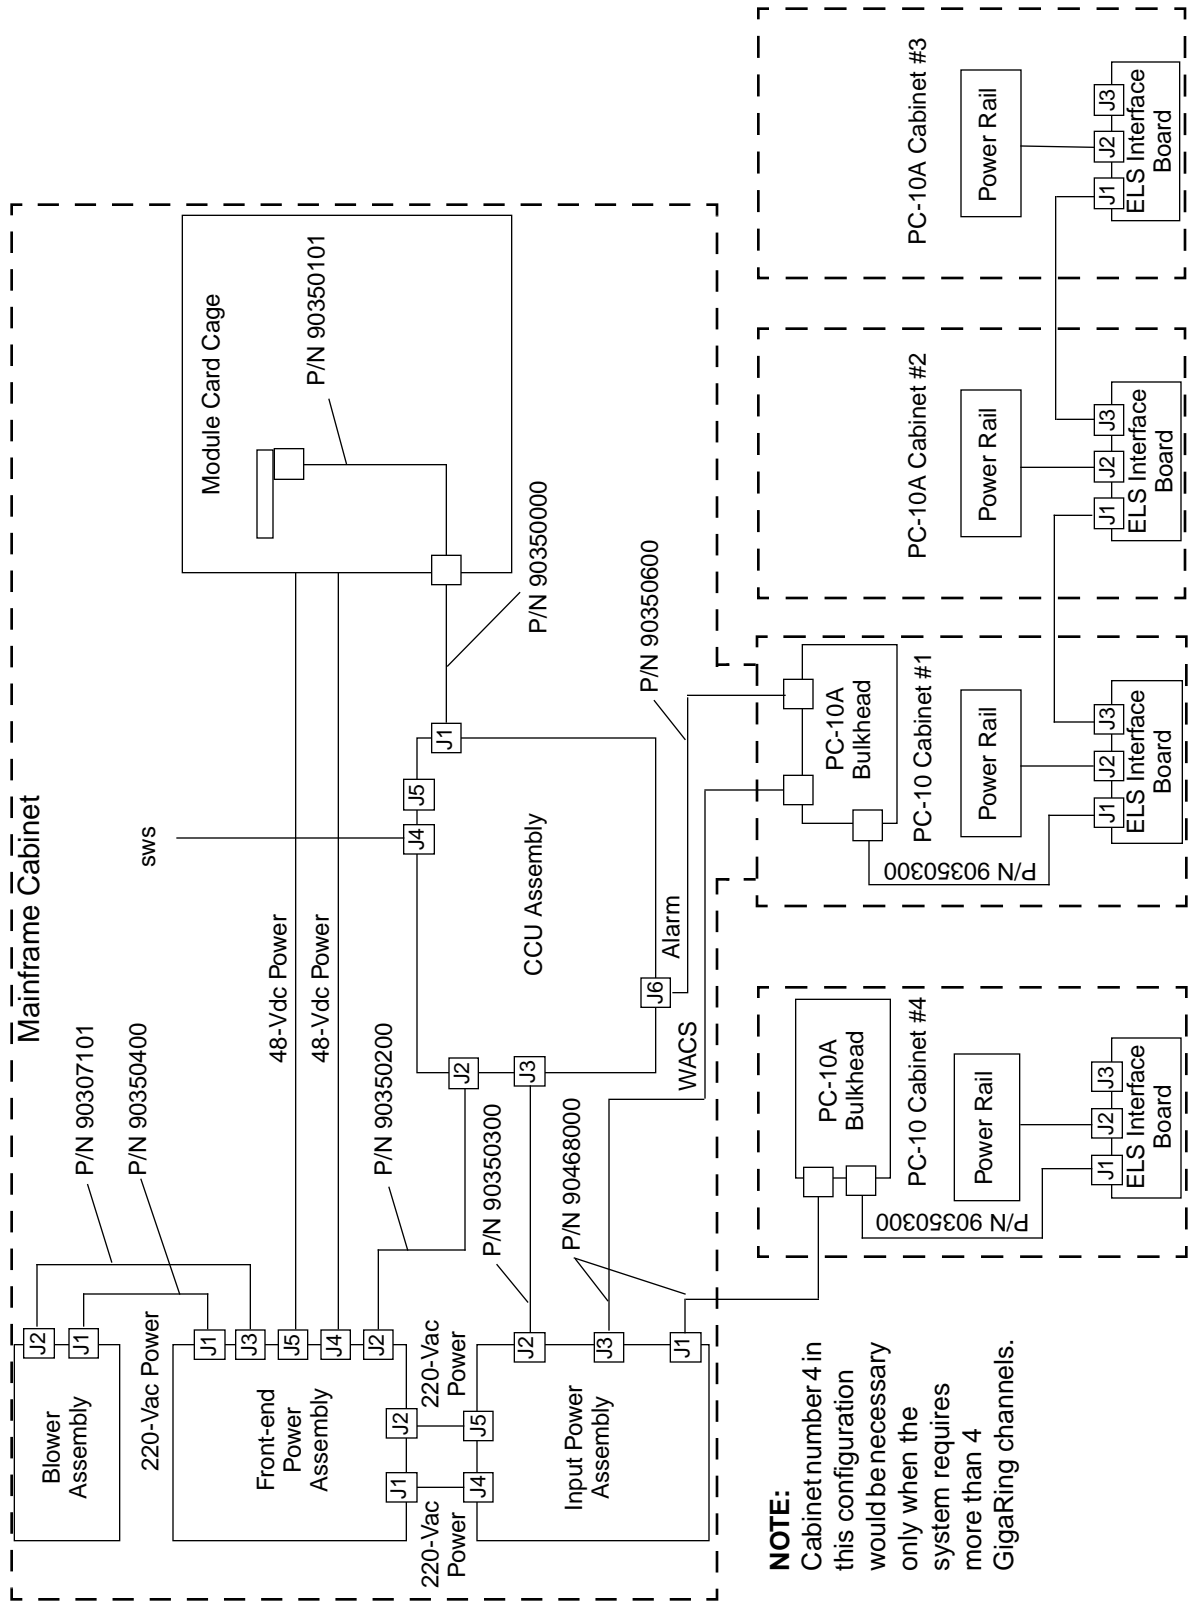 Mainframe Cabinet
Blower
Assembly
J2
J1
P/N 90307101
P/N 90350400
220-Vac Power
Front-end
Power
Assembly
J1
J3
J5
J4
J2
J1
J2
48-Vdc Power
48-Vdc Power
P/N 90350200
220-Vac
Power
220-Vac
Power
Input Power
Assembly
J4
J5
J2
J3
J1
P/N 90350300
P/N 90468000
sws
CCU Assembly
J4
J5
J1
J2
J3
J6
Alarm
WACS
Module Card Cage
P/N 90350101
P/N 90350000
P/N 90350600
NOTE:
Cabinet number 4 in
this configuration
would be necessary
only when the
system requires
more than 4
GigaRing channels.
PC-10A
Bulkhead
PC-10 Cabinet #4
P/N 90350300
Power Rail
J1
J2
J3
ELS Interface
Board
PC-10A
Bulkhead
PC-10 Cabinet #1
P/N 90350300
Power Rail
J1
J2
J3
ELS Interface
Board
PC-10A Cabinet #2
Power Rail
J1
J2
J3
ELS Interface
Board
PC-10A Cabinet #3
Power Rail
J1
J2
J3
ELS Interface
Board